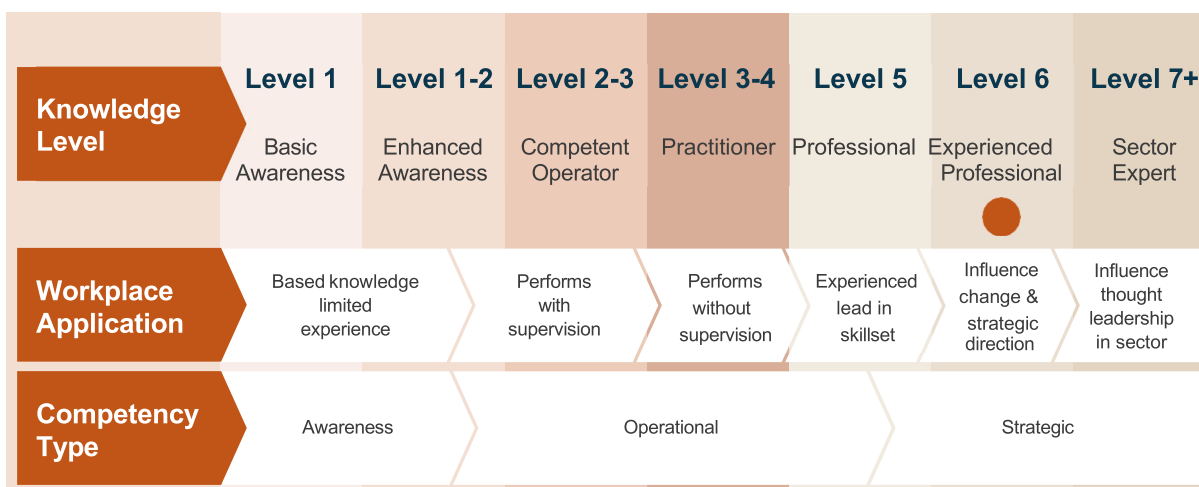 Knowledge
Level
Level 1
Basic
Awareness
Level 1-2
Enhanced
Awareness
Level 2-3
Competent
Operator
Level 3-4
Practitioner
Level 5
Professional
Level 6
Experienced
Professional
Level 7+
Sector
Expert
Workplace
Application
Based knowledge
limited
experience
Performs
with
supervision
Performs
without
supervision
Experienced
lead in
skillset
Influence
change &
strategic
direction
Influence
thought
leadership
in sector
Competency
Type
Awareness
Operational
Strategic